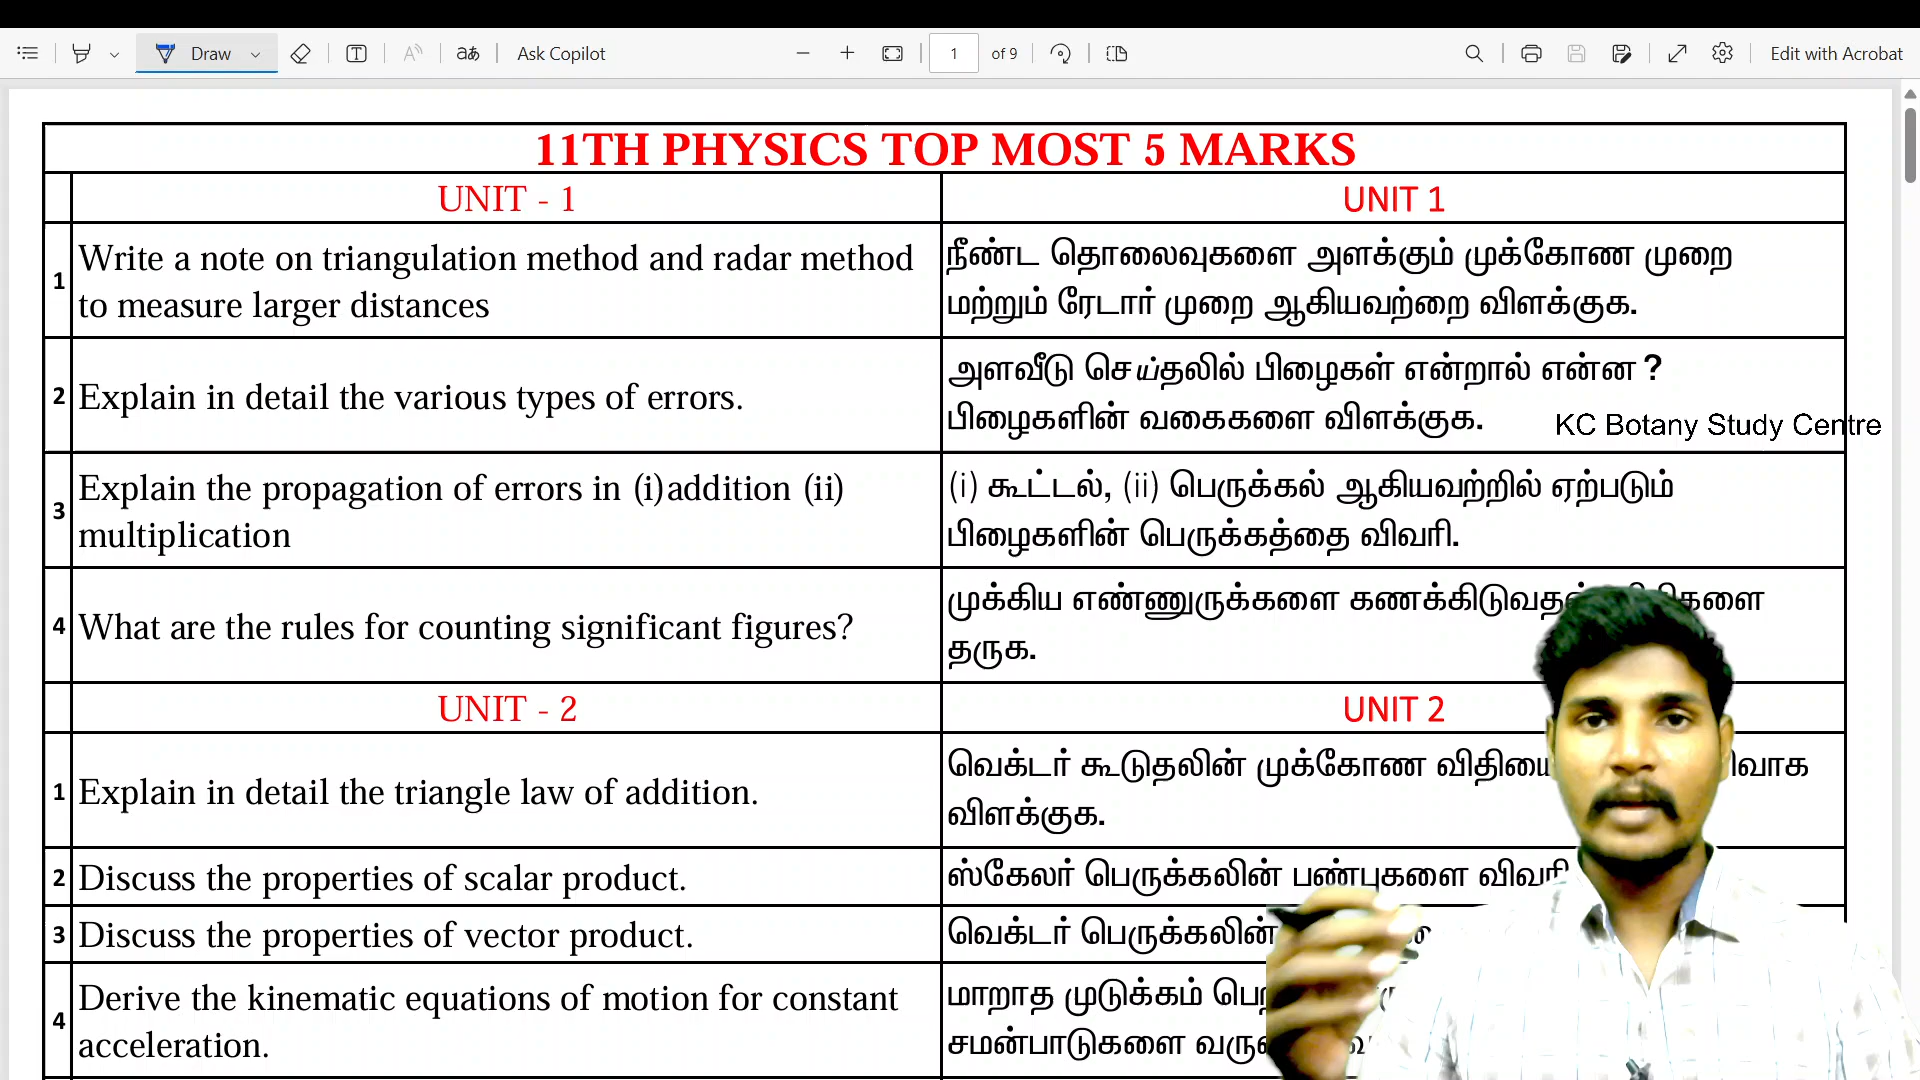 Draw
Ask Copilot
1 of 9
Edit with Acrobat
11TH PHYSICS TOP MOST 5 MARKS
UNIT - 1
UNIT 1
1
Write a note on triangulation method and radar method
to measure larger distances
நீண்ட தொலைவுகளை அளக்கும் முக்கோண முறை
மற்றும் ரேடார் முறை ஆகியவற்றை விளக்குக.
2
Explain in detail the various types of errors.
அளவீடு செய்தலில் பிழைகள் என்றால் என்ன ?
பிழைகளின் வகைகளை விளக்குக.
KC Botany Study Centre
3
Explain the propagation of errors in (i)addition (ii)
multiplication
(i) கூட்டல், (ii) பெருக்கல் ஆகியவற்றில் ஏற்படும்
பிழைகளின் பெருக்கத்தை விவரி.
4
What are the rules for counting significant figures?
முக்கிய எண்ணுருக்களை
தருக.
UNIT - 2
UNIT 2
1
Explain in detail the triangle law of addition.
வெக்டர் கூடுதலின் முக்கோண
விளக்குக.
2
Discuss the properties of scalar product.
ஸ்கேலர் பெருக்கலின் பண்புகளை
3
Discuss the properties of vector product.
வெக்டர் பெருக்கலின்
4
Derive the kinematic equations of motion for constant
acceleration.
மாறாத முடுக்கம்
சமன்பாடுகளை